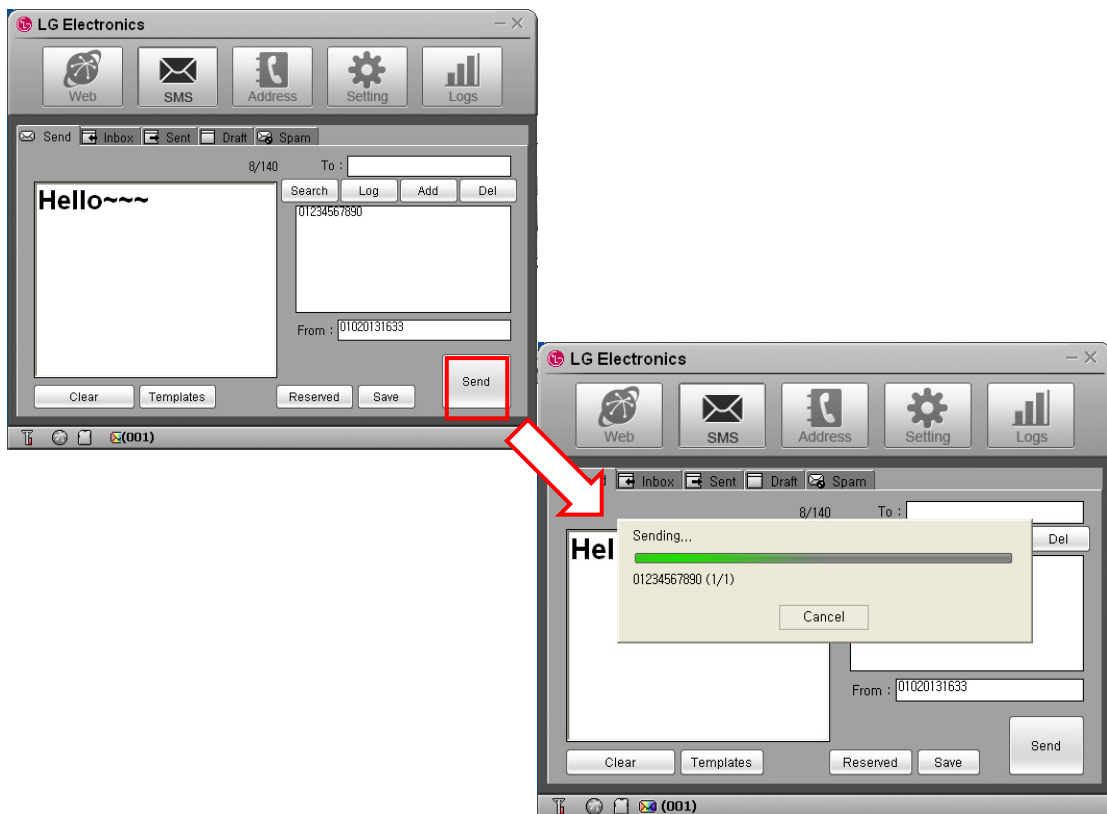 LG Electronics
Web SMS Address Setting Logs
Send Inbox Sent Draft Spam
8/140 To :
Search Log Add Del
Hello~~~
01234567890
From : 01020131633
Send
Clear Templates Reserved Save
(001)
LG Electronics
Web SMS Address Setting Logs
d Inbox Sent Draft Spam
8/140 To :
Del
Hel
Sending...
01234567890 (1/1)
Cancel
From : 01020131633
Send
Clear Templates Reserved Save
(001)